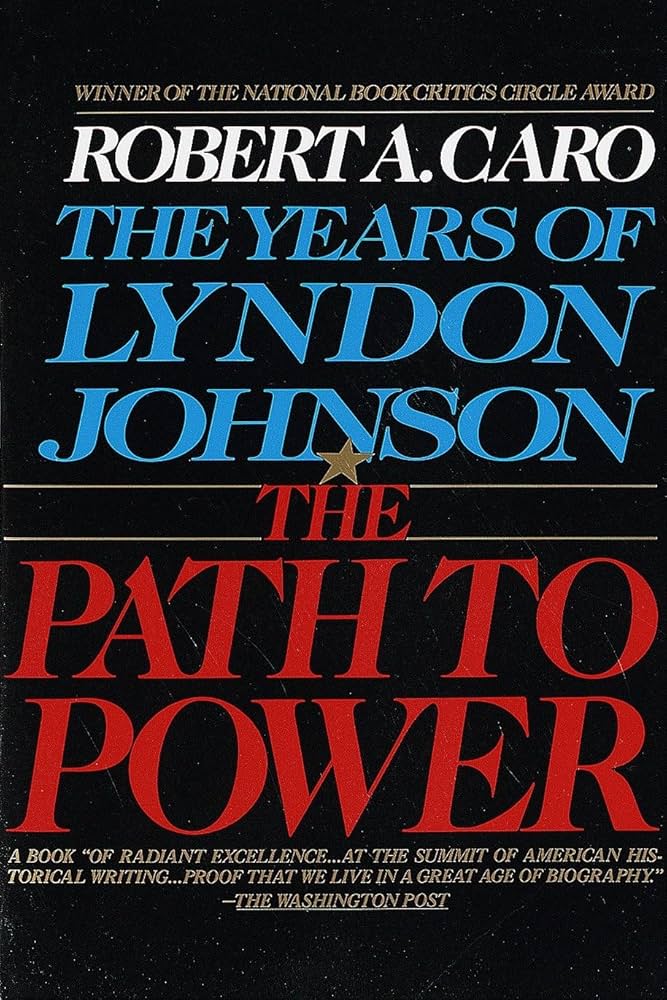 WINNER OF THE NATIONAL BOOK CRITICS CIRCLE AWARD
ROBERT A. CARO
THE YEARS OF
LYNDON
JOHNSON
THE
PATH TO
POWER
A BOOK "OF RADIANT EXCELLENCE...AT THE SUMMIT OF AMERICAN HIS-
TORICAL WRITING...PROOF THAT WE LIVE IN A GREAT AGE OF BIOGRAPHY."
—THE WASHINGTON POST